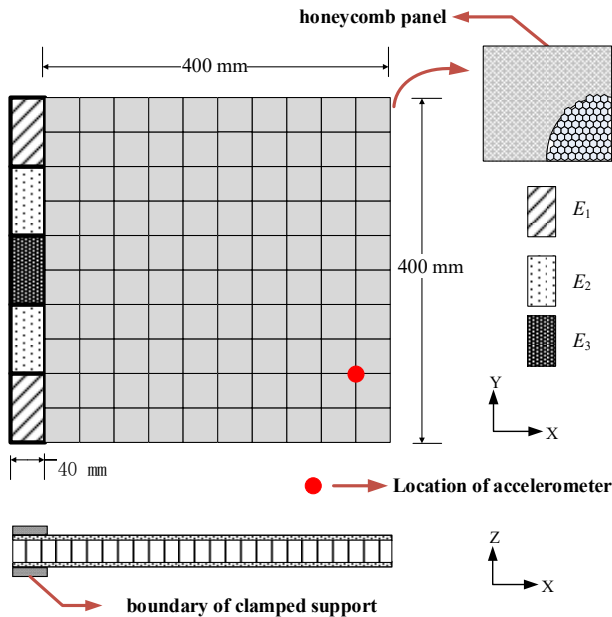 honeycomb panel
400 mm
E1
400 mm
E2
E3
Y
X
40 mm
Location of accelerometer
Z
X
boundary of clamped support